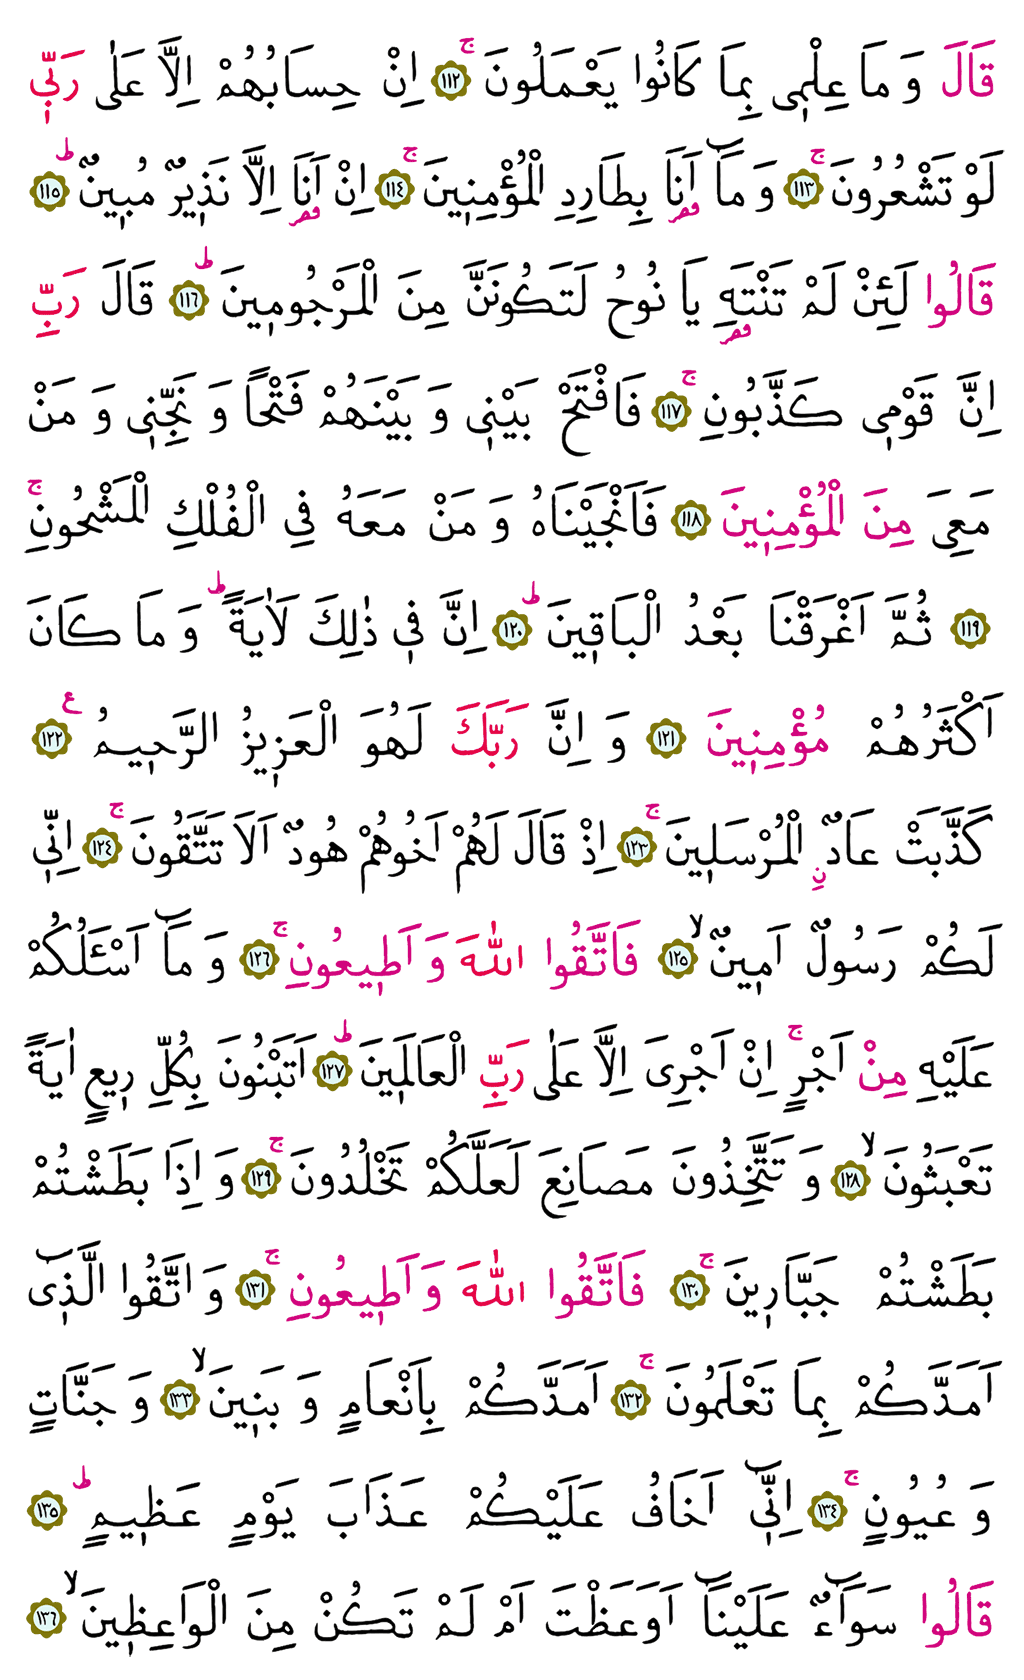 قَالَ وَ مَا عِلْمٖى بِمَا كَانُوا يَعْمَلُونَۚ ﴿١١٢﴾ اِنْ حِسَابُهُمْ اِلَّا عَلٰى رَبّٖى
لَوْ تَشْعُرُونَۚ ﴿١١٣﴾ وَ مَٓا اَنَا۬ بِطَارِدِ الْمُؤْمِنٖينَۚ ﴿١١٤﴾ اِنْ اَنَا۬ اِلَّا نَذٖيرٌ مُبٖينٌؕ ﴿١١٥﴾
قَالُوا لَئِنْ لَمْ تَنْتَهِ يَا نُوحُ لَتَكُونَنَّ مِنَ الْمَرْجُومٖينَؕ ﴿١١٦﴾ قَالَ رَبِّ
اِنَّ قَوْمٖى كَذَّبُونِۚ ﴿١١٧﴾ فَافْتَحْ بَيْنٖى وَ بَيْنَهُمْ فَتْحًا وَ نَجِّنٖى وَ مَنْ
مَعِىَ مِنَ الْمُؤْمِنٖينَ ﴿١١٨﴾ فَاَنْجَيْنَاهُ وَ مَنْ مَعَهُ فِى الْفُلْكِ الْمَشْحُونِۚ
﴿١١٩﴾ ثُمَّ اَغْرَقْنَا بَعْدُ الْبَاقٖينَؕ ﴿١٢٠﴾ اِنَّ فٖى ذٰلِكَ لَاٰيَةًؕ وَ مَا كَانَ
اَكْثَرُهُمْ مُؤْمِنٖينَ ﴿١٢١﴾ وَ اِنَّ رَبَّكَ لَهُوَ الْعَزٖيزُ الرَّحٖيمُ ع ﴿١٢٢﴾
كَذَّبَتْ عَادٌنِ الْمُرْسَلٖينَۚ ﴿١٢٣﴾ اِذْ قَالَ لَهُمْ اَخُوهُمْ هُودٌ اَلَا تَتَّقُونَۚ ﴿١٢٤﴾ اِنّٖى
لَكُمْ رَسُولٌ اَمٖينٌۙ ﴿١٢٥﴾ فَاتَّقُوا اللّٰهَ وَ اَطٖيعُونِۚ ﴿١٢٦﴾ وَ مَٓا اَسْـَٔلُكُمْ
عَلَيْهِ مِنْ اَجْرٍۚ اِنْ اَجْرِىَ اِلَّا عَلٰى رَبِّ الْعَالَمٖينَؕ ﴿١٢٧﴾ اَتَبْنُونَ بِكُلِّ رٖيعٍ اٰيَةً
تَعْبَثُونَۙ ﴿١٢٨﴾ وَ تَتَّخِذُونَ مَصَانِعَ لَعَلَّكُمْ تَخْلُدُونَۚ ﴿١٢٩﴾ وَ اِذَا بَطَشْتُمْ
بَطَشْتُمْ جَبَّارٖينَۚ ﴿١٣٠﴾ فَاتَّقُوا اللّٰهَ وَ اَطٖيعُونِۚ ﴿١٣١﴾ وَ اتَّقُوا الَّذٖٓى
اَمَدَّكُمْ بِمَا تَعْلَمُونَۚ ﴿١٣٢﴾ اَمَدَّكُمْ بِاَنْعَامٍ وَ بَنٖينَۙ ﴿١٣٣﴾ وَ جَنَّاتٍ
وَ عُيُونٍۚ ﴿١٣٤﴾ اِنّٖٓى اَخَافُ عَلَيْكُمْ عَذَابَ يَوْمٍ عَظٖيمٍؕ ﴿١٣٥﴾
قَالُوا سَوَٓاءٌ عَلَيْنَٓا اَوَعَظْتَ اَمْ لَمْ تَكُنْ مِنَ الْوَاعِظٖينَۙ ﴿١٣٦﴾